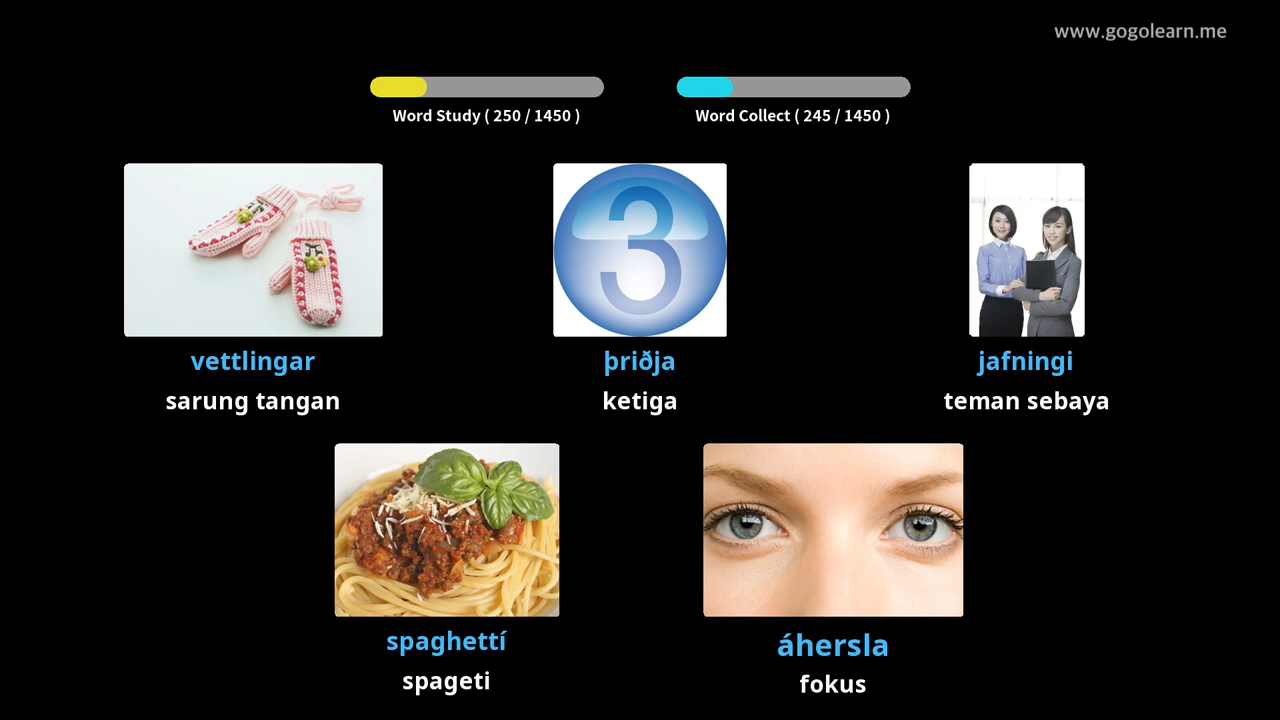 www.gogolearn.me
Word Study ( 250 / 1450 )
Word Collect ( 245 / 1450 )
3
vettlingar
sarung tangan
þriðja
ketiga
jafningi
teman sebaya
spaghettí
spageti
áhersla
fokus